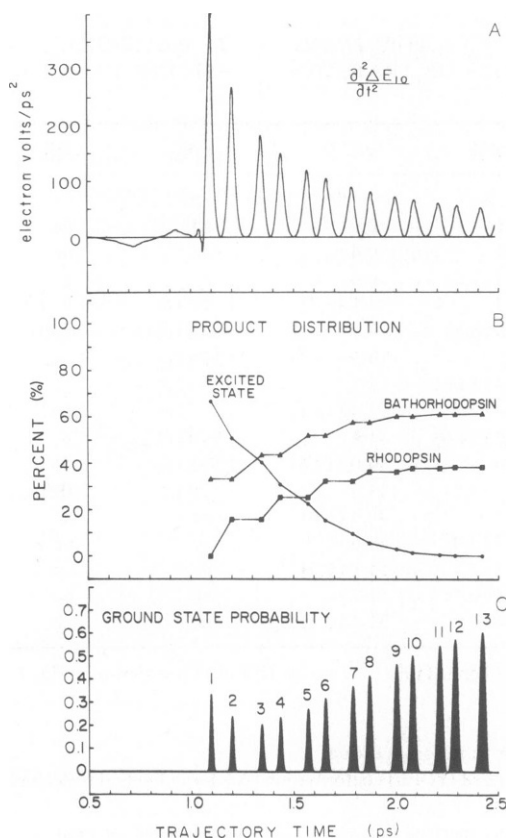 A
∂²ΔE₁₀
∂t²
electron volts/ps²
300
200
100
0
B
PRODUCT DISTRIBUTION
100
80
60
40
20
0
PERCENT (%)
EXCITED
STATE
BATHORHODOPSIN
RHODOPSIN
C
GROUND STATE PROBABILITY
0.7
0.6
0.5
0.4
0.3
0.2
0.1
0
1 2 3 4 5 6 7 8 9 10 11 12 13
0.5 1.0 1.5 2.0 2.5
TRAJECTORY TIME (ps)